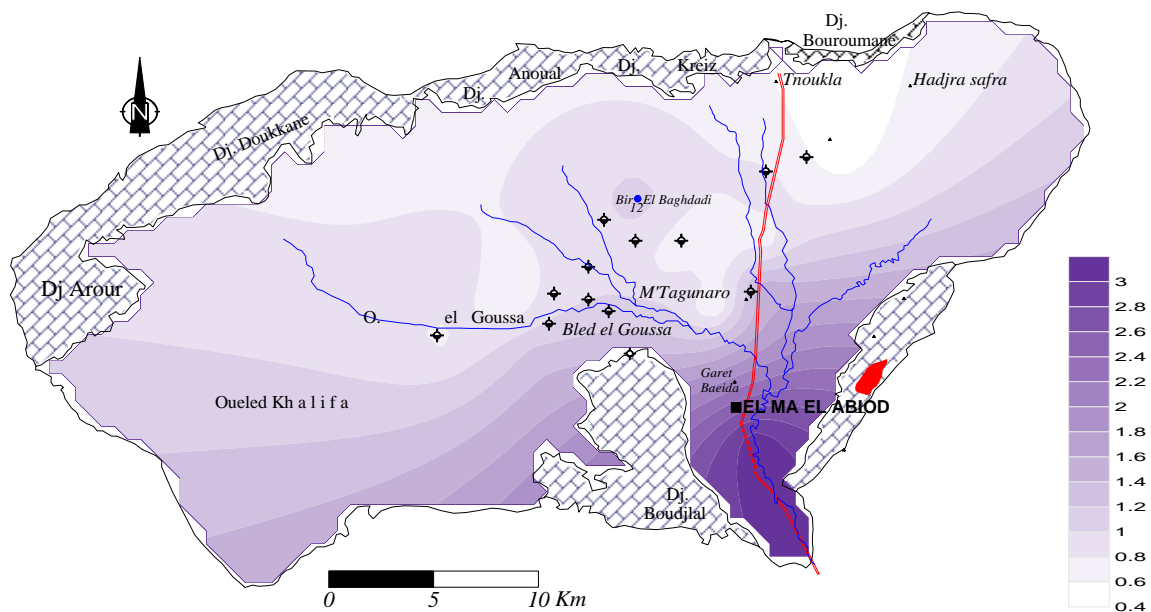 Dj.
Bouroumane
Anoual
Dj.
Kreiz
Dj.
Tnoukla
Hadjra safra
Dj. Doukkane
N
Bir El Baghdadi
12
Dj Arour
M'Tagunaro
O. el Goussa
Bled el Goussa
Garet
Baeida
Oueled Kh a l i f a
EL MA EL ABIOD
Dj.
Boudjlal
0 5 10 Km
3
2.8
2.6
2.4
2.2
2
1.8
1.6
1.4
1.2
1
0.8
0.6
0.4